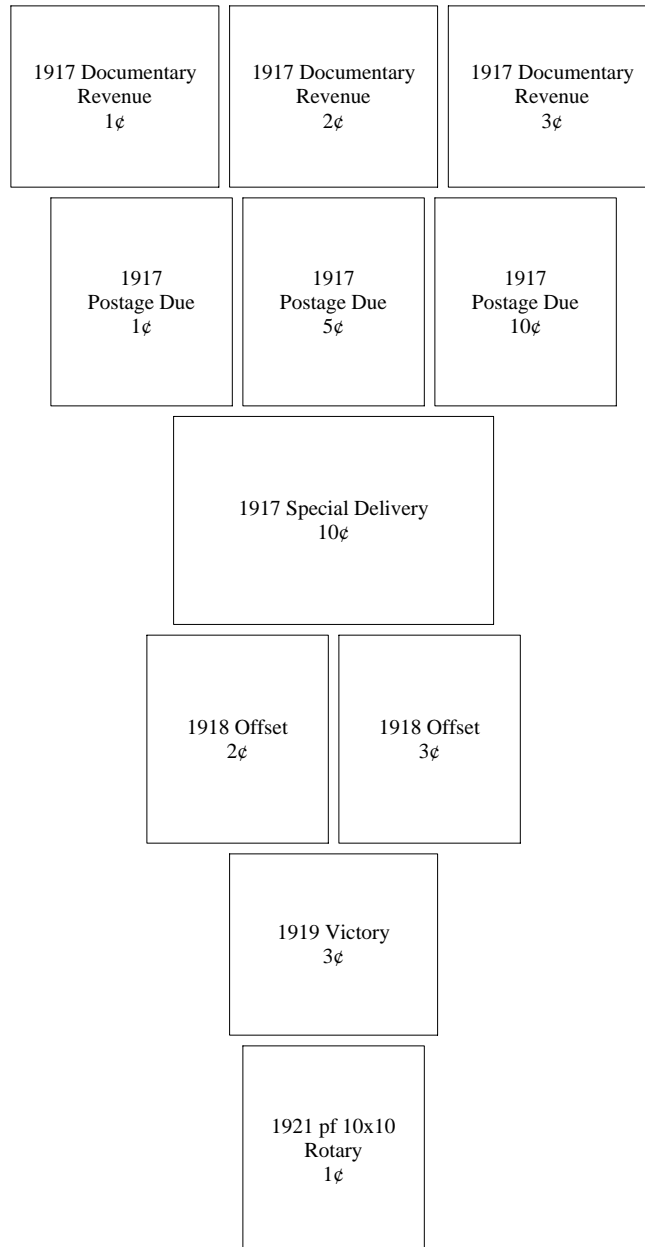 1917 Documentary
Revenue
1¢
1917 Documentary
Revenue
2¢
1917 Documentary
Revenue
3¢
1917
Postage Due
1¢
1917
Postage Due
5¢
1917
Postage Due
10¢
1917 Special Delivery
10¢
1918 Offset
2¢
1918 Offset
3¢
1919 Victory
3¢
1921 pf 10x10
Rotary
1¢